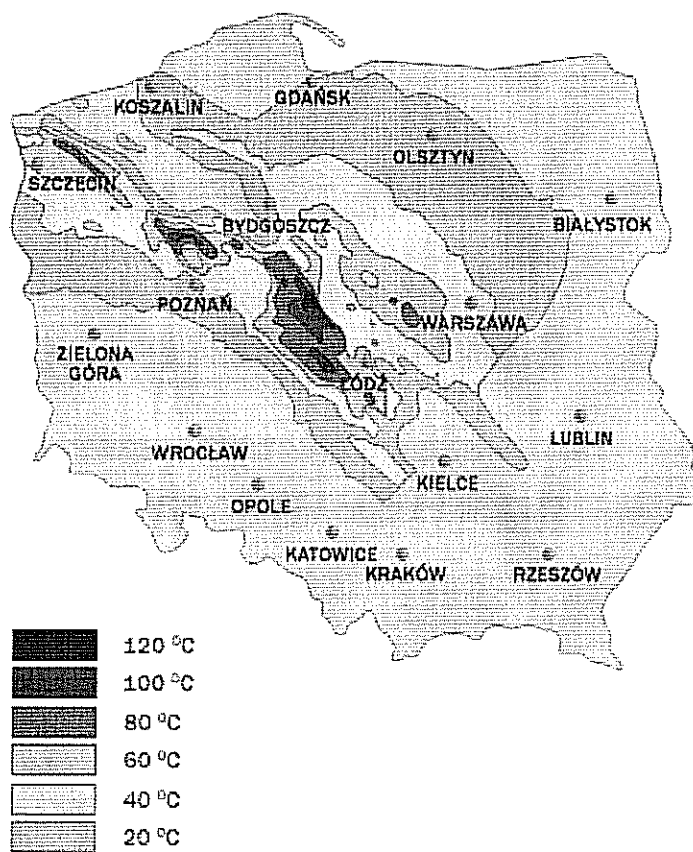 KOSZALIN
GDAŃSK
OLSZTYN
SZCZECIN
BYDGOSZCZ
BIAŁYSTOK
POZNAŃ
WARSZAWA
ZIELONA
GÓRA
ŁÓDŹ
WROCŁAW
LUBLIN
KIELCE
OPOLE
KATOWICE
KRAKÓW
RZESZÓW
120 °C
100 °C
80 °C
60 °C
40 °C
20 °C